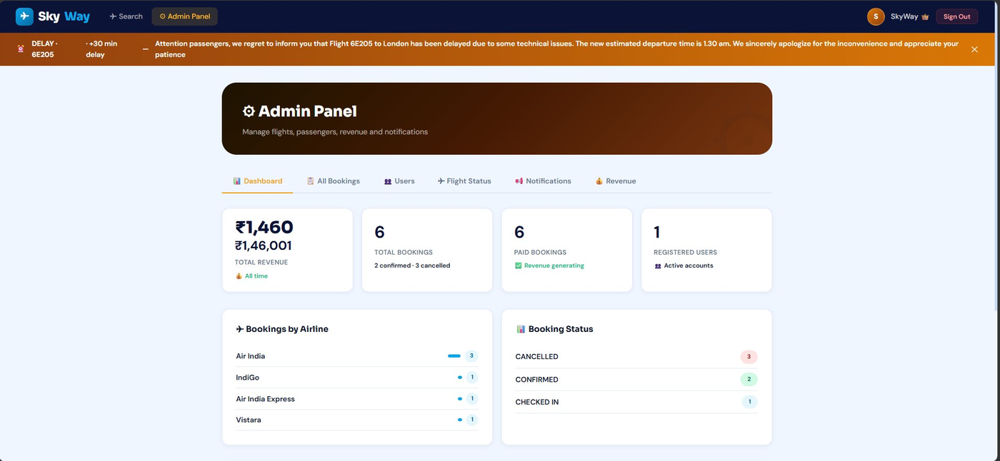 Sky Way
Search
Admin Panel
S
SkyWay
Sign Out
DELAY ·
6E205
· +30 min
delay
—
Attention passengers, we regret to inform you that Flight 6E205 to London has been delayed due to some technical issues. The new estimated departure time is 1.30 am. We sincerely apologize for the inconvenience and appreciate your
patience
Admin Panel
Manage flights, passengers, revenue and notifications
Dashboard
All Bookings
Users
Flight Status
Notifications
Revenue
₹1,460
₹1,46,001
TOTAL REVENUE
All time
6
TOTAL BOOKINGS
2 confirmed · 3 cancelled
6
PAID BOOKINGS
Revenue generating
1
REGISTERED USERS
Active accounts
Bookings by Airline
Air India 3
IndiGo 1
Air India Express 1
Vistara 1
Booking Status
CANCELLED 3
CONFIRMED 2
CHECKED IN 1